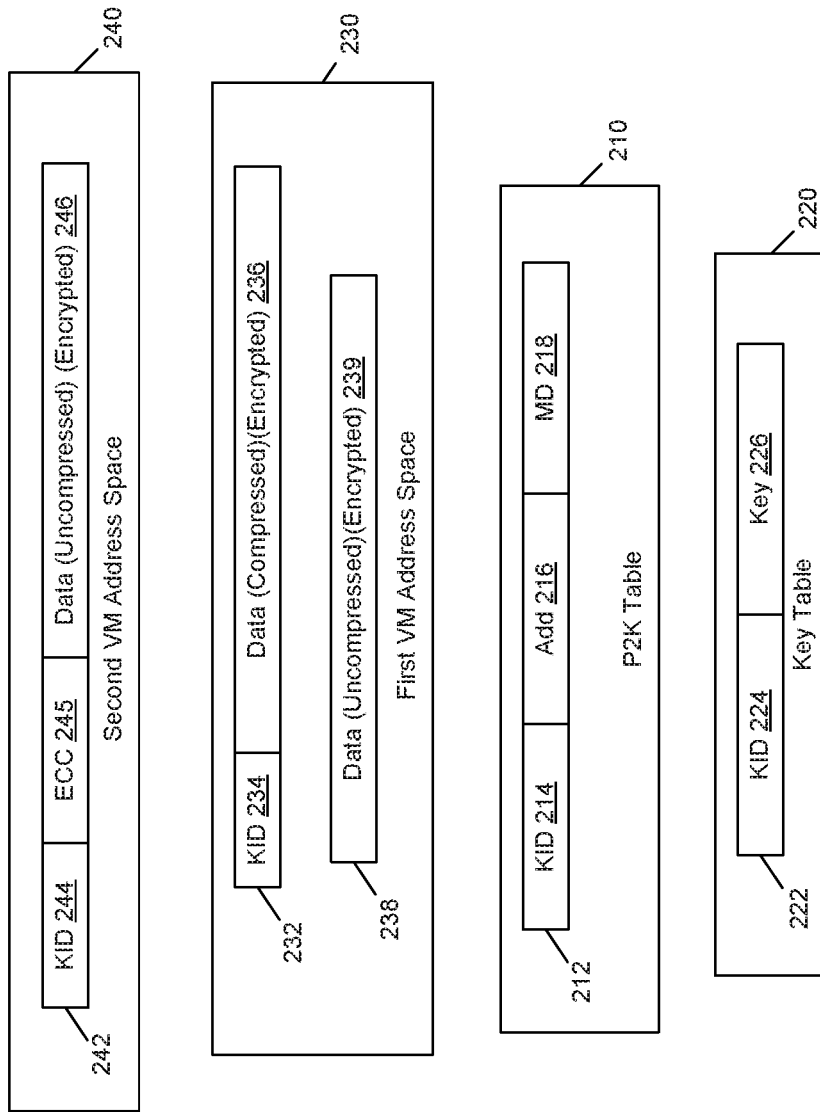 240
KID 244 ECC 245 Data (Uncompressed) (Encrypted) 246
242
Second VM Address Space
230
KID 234 Data (Compressed)(Encrypted) 236
232
Data (Uncompressed)(Encrypted) 239
238
First VM Address Space
210
KID 214 Add 216 MD 218
212
P2K Table
220
KID 224 Key 226
222
Key Table